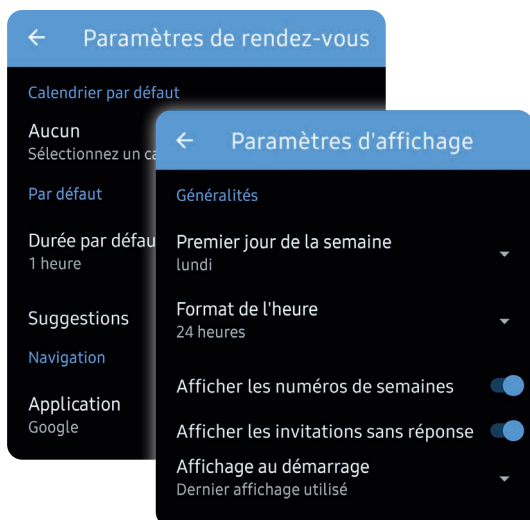 Paramètres de rendez-vous
Calendrier par défaut
Aucun
Sélectionnez un
Par défaut
Durée par
1 heure
Suggestions
Navigation
Application
Google
Paramètres d'affichage
Généralités
Premier jour de la semaine
lundi
Format de l'heure
24 heures
Afficher les numéros de semaines
Afficher les invitations sans réponse
Affichage au démarrage
Dernier affichage utilisé